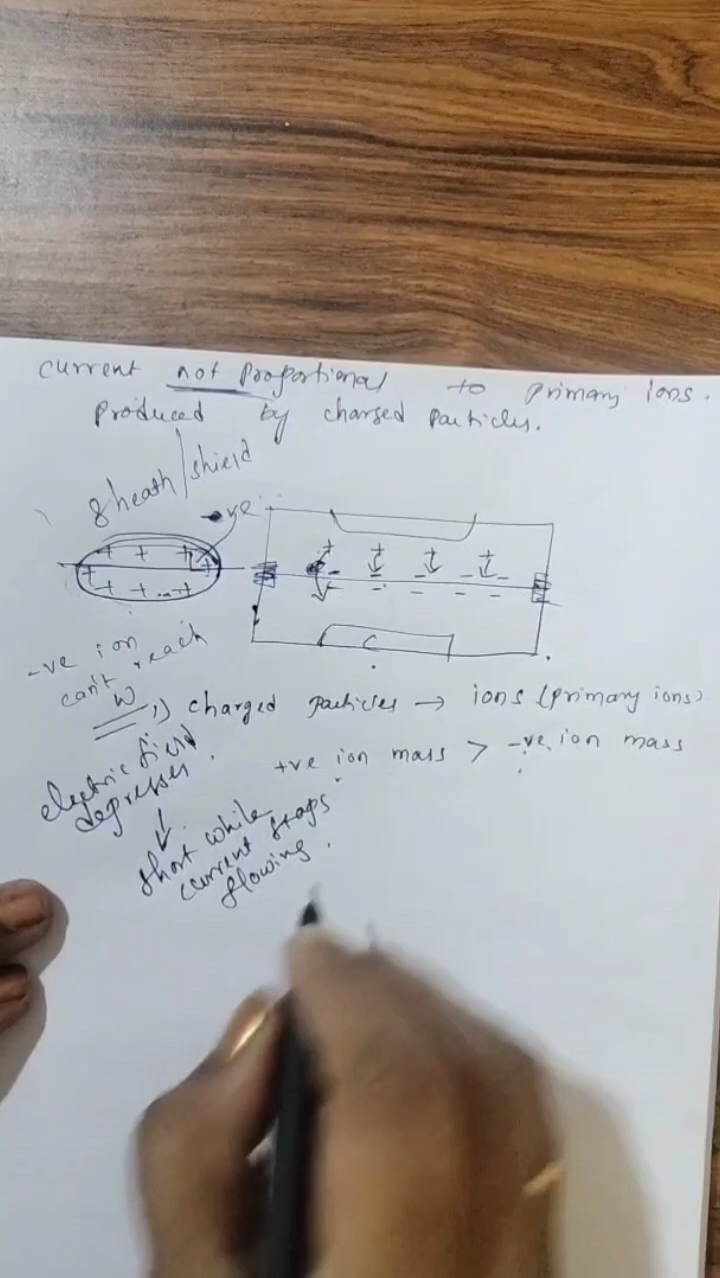 current not proportional to primary ions.
produced by charged particles.
sheath/shield
-ve
+ + +
+ + + ... +
+ + + +
- - - -
C
-ve ion
can't reach
W
1) charged particles → ions (primary ions)
+ve ion mass > -ve ion mass
electric field
depresses.
↓
short while
current stops
flowing.